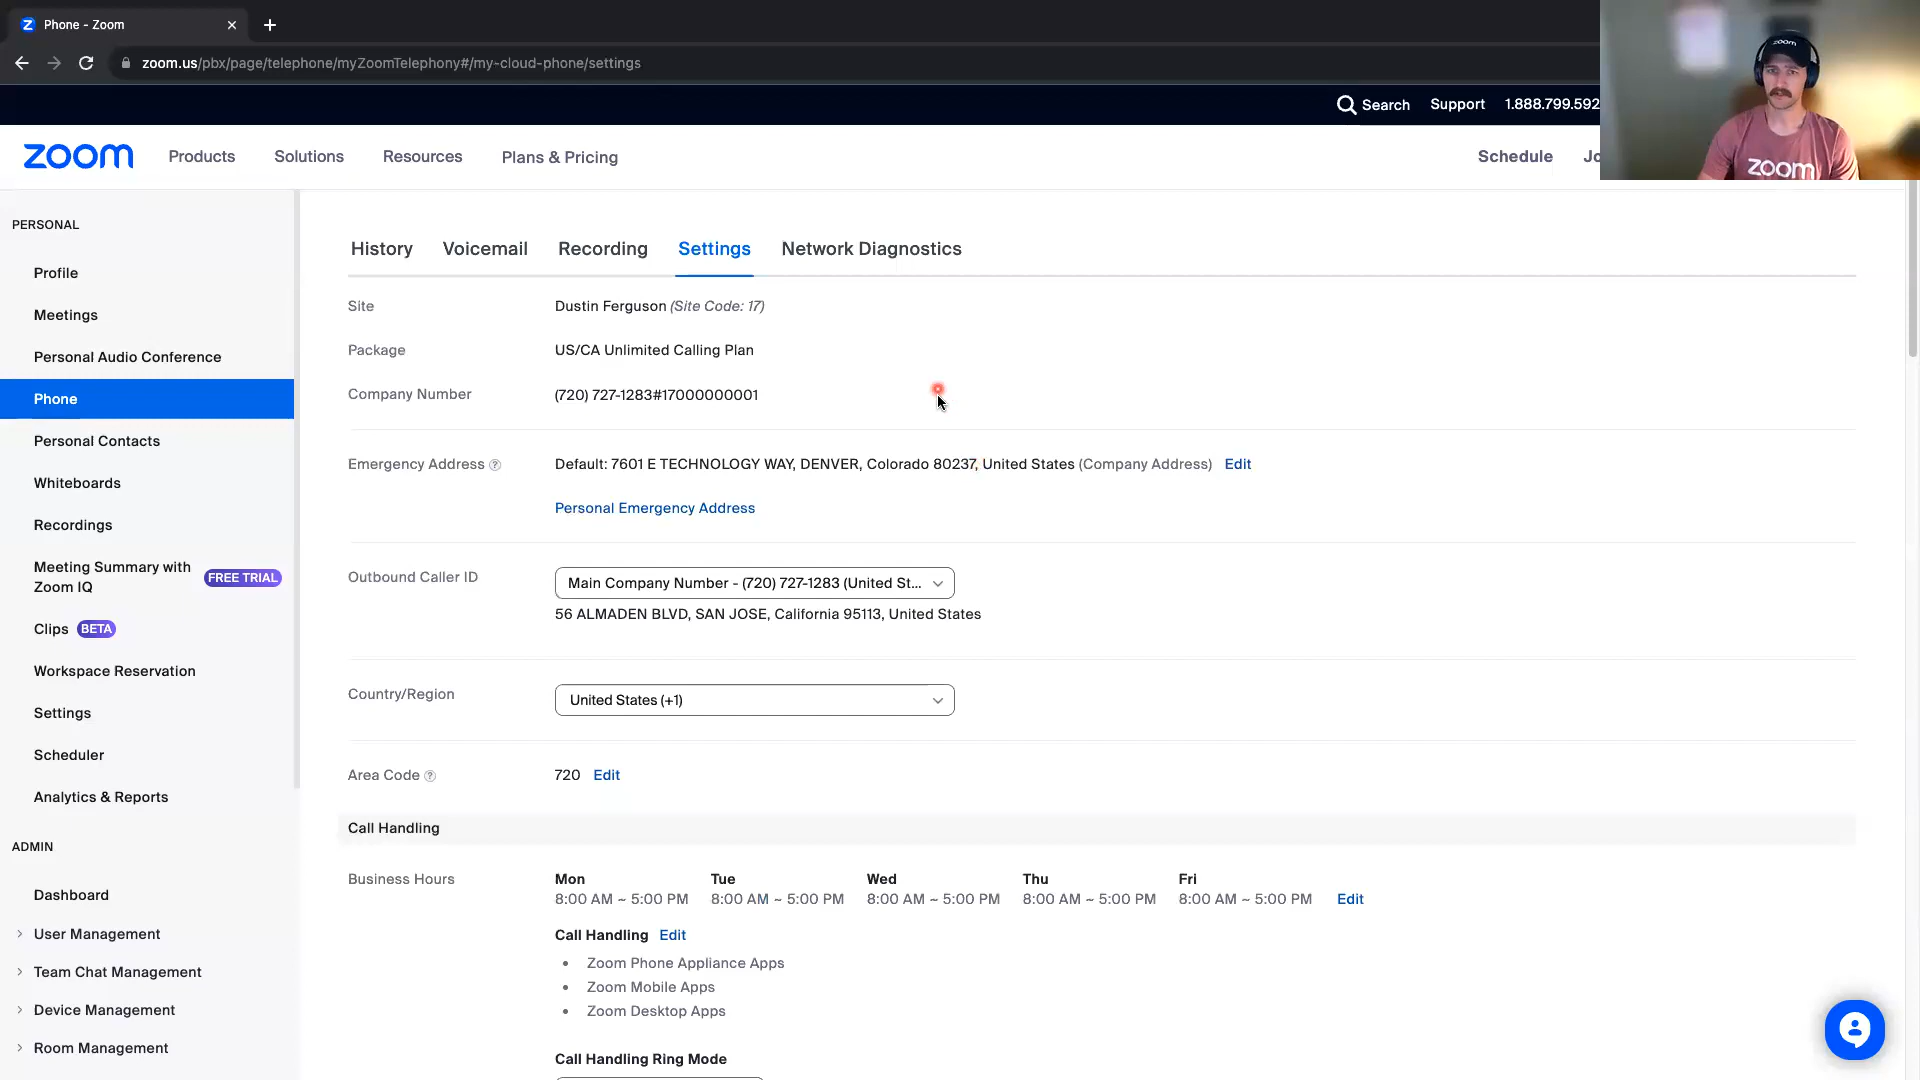 Phone - Zoom
zoom.us/pbx/page/telephone/myZoomTelephony#/my-cloud-phone/settings
Search Support 1.888.799.592
zoom Products Solutions Resources Plans & Pricing Schedule
zoom
zoom
PERSONAL
Profile
Meetings
Personal Audio Conference
Phone
Personal Contacts
Whiteboards
Recordings
Meeting Summary with
Zoom IQ
FREE TRIAL
Clips BETA
Workspace Reservation
Settings
Scheduler
Analytics & Reports
ADMIN
Dashboard
User Management
Team Chat Management
Device Management
Room Management
History Voicemail Recording Settings Network Diagnostics
Site Dustin Ferguson (Site Code: 17)
Package US/CA Unlimited Calling Plan
Company Number (720) 727-1283#17000000001
Emergency Address ? Default: 7601 E TECHNOLOGY WAY, DENVER, Colorado 80237, United States (Company Address) Edit
Personal Emergency Address
Outbound Caller ID Main Company Number - (720) 727-1283 (United St...
56 ALMADEN BLVD, SAN JOSE, California 95113, United States
Country/Region United States (+1)
Area Code ? 720 Edit
Call Handling
Business Hours Mon Tue Wed Thu Fri
8:00 AM ~ 5:00 PM 8:00 AM ~ 5:00 PM 8:00 AM ~ 5:00 PM 8:00 AM ~ 5:00 PM 8:00 AM ~ 5:00 PM Edit
Call Handling Edit
• Zoom Phone Appliance Apps
• Zoom Mobile Apps
• Zoom Desktop Apps
Call Handling Ring Mode